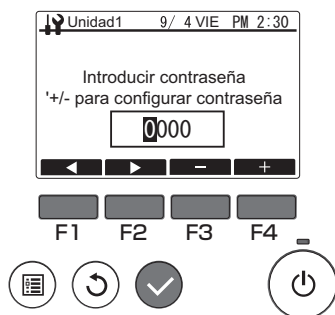 Unidad1 9/ 4 VIE PM 2:30
Introducir contraseña
'+/- para configurar contraseña
0000
◀ ▶ − +
F1 F2 F3 F4